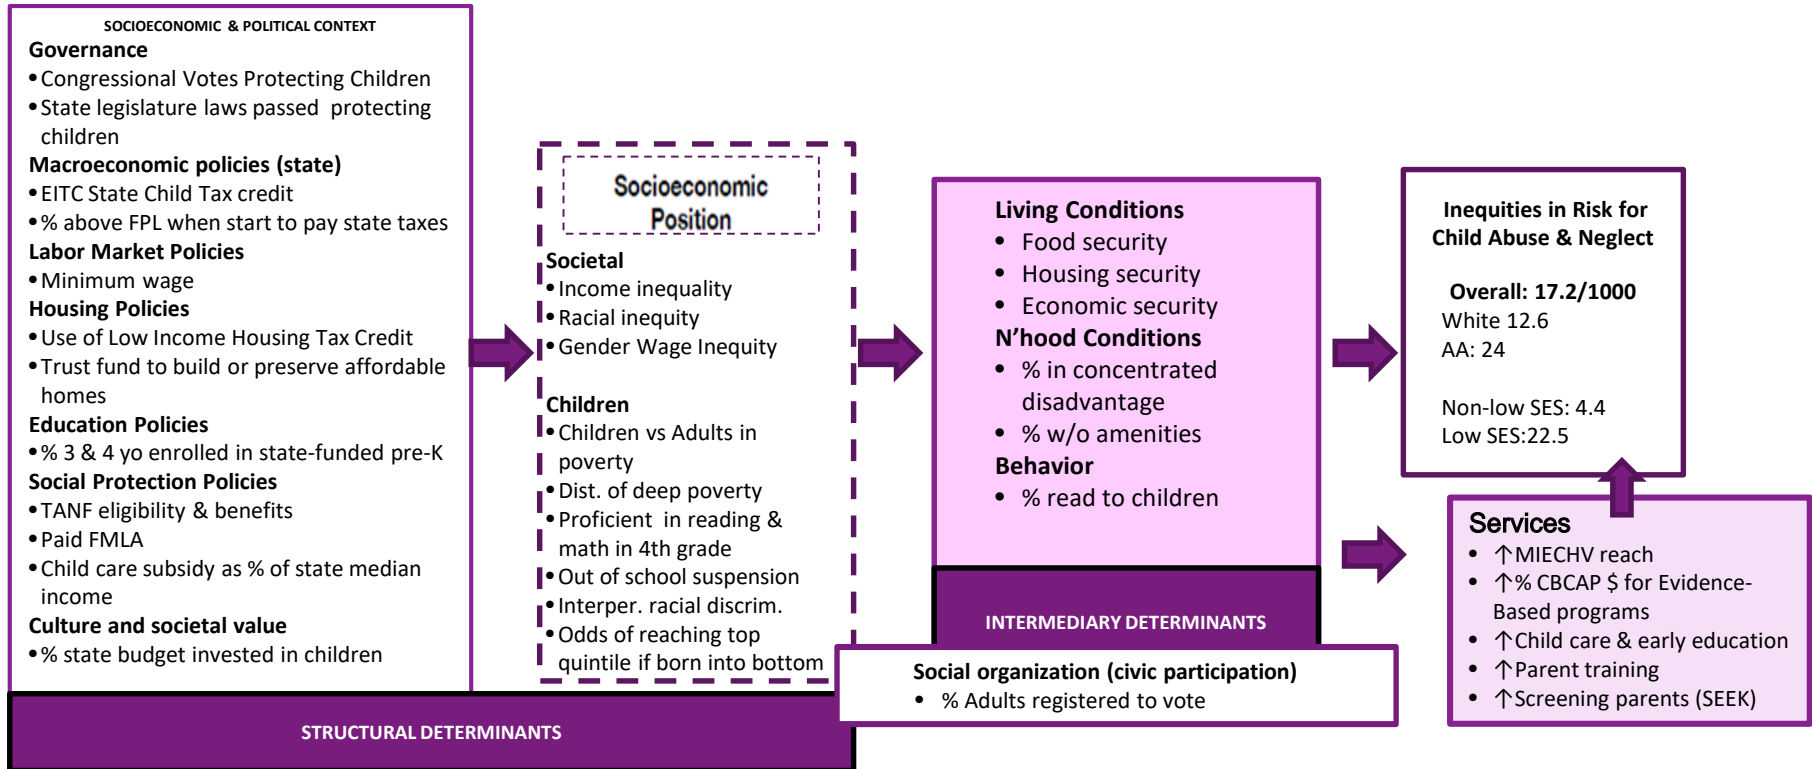 SOCIOECONOMIC & POLITICAL CONTEXT
Governance
•Congressional Votes Protecting Children
•State legislature laws passed protecting
children
Macroeconomic policies (state)
•EITC State Child Tax credit
•% above FPL when start to pay state taxes
Labor Market Policies
•Minimum wage
Housing Policies
•Use of Low Income Housing Tax Credit
•Trust fund to build or preserve affordable
homes
Education Policies
•% 3 & 4 yo enrolled in state-funded pre-K
Social Protection Policies
•TANF eligibility & benefits
•Paid FMLA
•Child care subsidy as % of state median
income
Culture and societal value
•% state budget invested in children
STRUCTURAL DETERMINANTS
Socioeconomic
Position
Societal
•Income inequality
•Racial inequity
•Gender Wage Inequity
Children
•Children vs Adults in
poverty
•Dist. of deep poverty
•Proficient in reading &
math in 4th grade
•Out of school suspension
•Interper. racial discrim.
•Odds of reaching top
quintile if born into bottom
Living Conditions
• Food security
• Housing security
• Economic security
N’hood Conditions
• % in concentrated
disadvantage
• % w/o amenities
Behavior
• % read to children
INTERMEDIARY DETERMINANTS
Social organization (civic participation)
• % Adults registered to vote
Inequities in Risk for
Child Abuse & Neglect
Overall: 17.2/1000
White 12.6
AA: 24
Non-low SES: 4.4
Low SES:22.5
Services
• ↑MIECHV reach
• ↑% CBCAP $ for Evidence-
Based programs
• ↑Child care & early education
• ↑Parent training
• ↑Screening parents (SEEK)